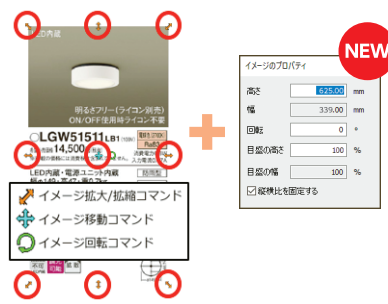 LED内蔵
明るさフリー(ライコン別売)
ON/OFF使用時ライコン不要
LGW51511 LB1
14,500
LED内蔵・電源ユニット内蔵
防雨型
イメージ拡大/拡縮コマンド
イメージ移動コマンド
イメージ回転コマンド
NEW
イメージのプロパティ
高さ 625.00 mm
幅 339.00 mm
回転 0 °
目盛の高さ 100 %
目盛の幅 100 %
縦横比を固定する